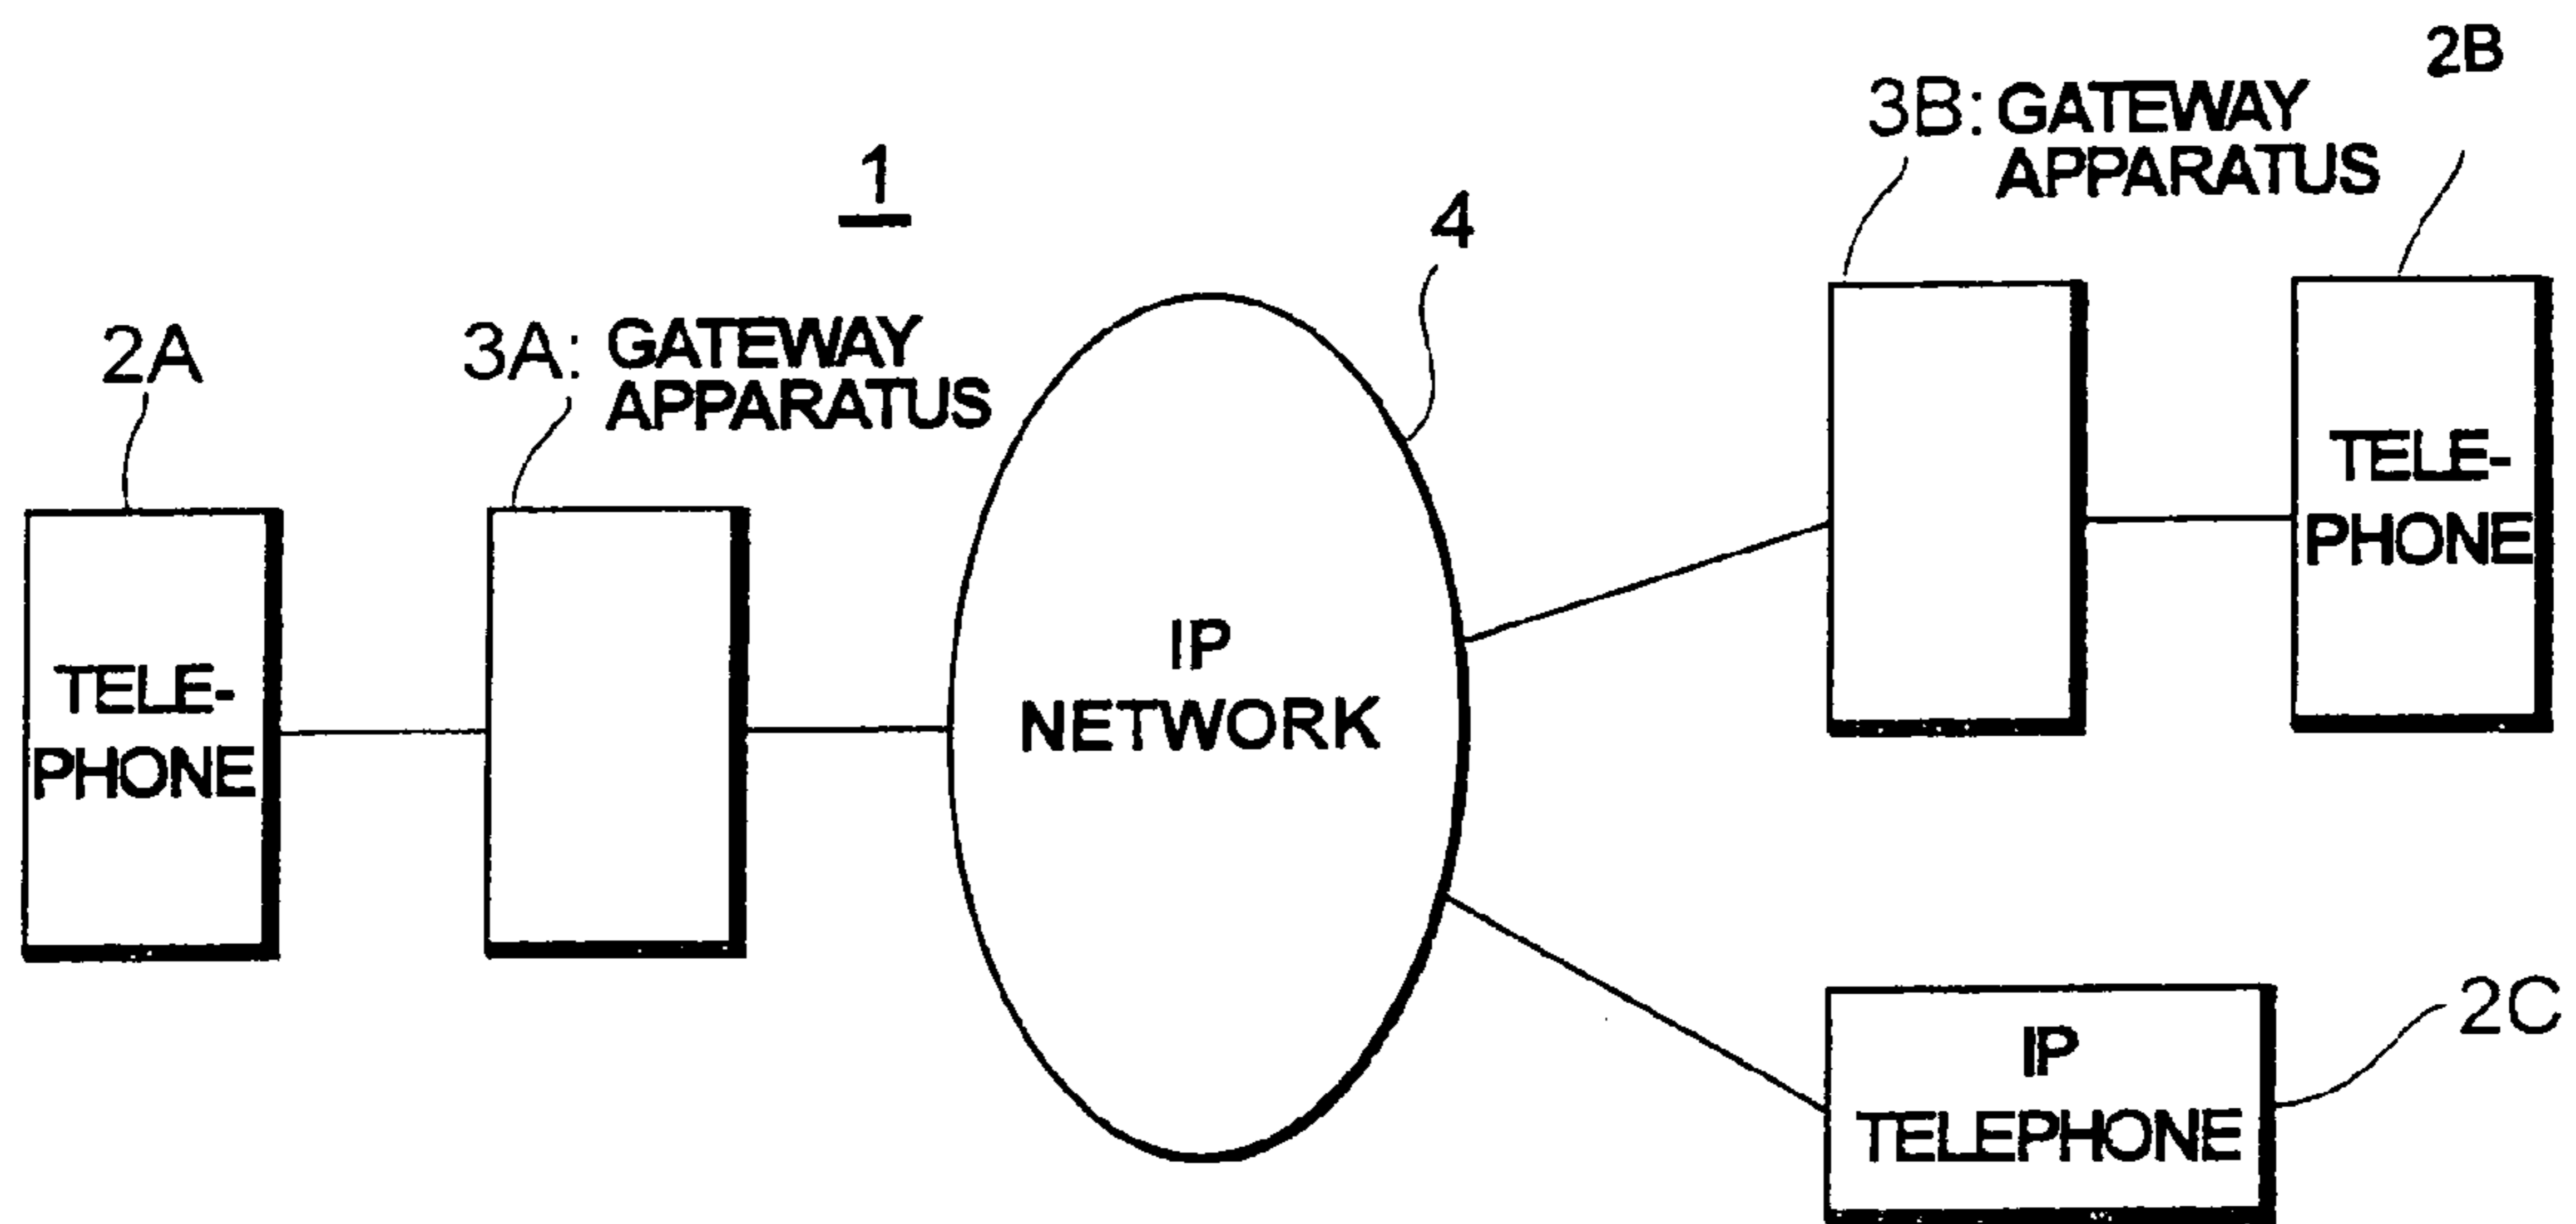 2B
3B: GATEWAY
APPARATUS
1
4
2A
3A: GATEWAY
APPARATUS
TELE-
PHONE
IP
NETWORK
TELE-
PHONE
IP
TELEPHONE
2C